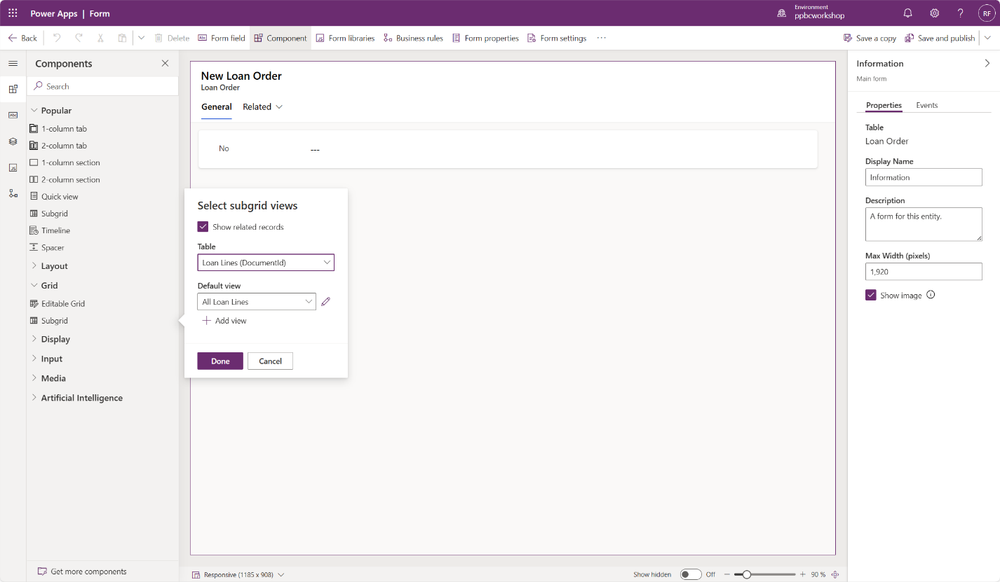 Power Apps | Form
Environment
ppbcworkshop
RF
Back
Delete
Abc Form field
Component
JS Form libraries
Business rules
Form properties
Form settings
Save a copy
Save and publish
Components
Search
Abc
JS
Popular
1-column tab
2-column tab
1-column section
2-column section
Quick view
Subgrid
Timeline
Spacer
Layout
Grid
Editable Grid
Subgrid
Display
Input
Media
Artificial Intelligence
Get more components
New Loan Order
Loan Order
General
Related
No
---
Select subgrid views
Show related records
Table
Loan Lines (DocumentId)
Default view
All Loan Lines
Add view
Done
Cancel
Responsive (1185 x 908)
Show hidden
Off
90 %
Information
Main form
Properties
Events
Table
Loan Order
Display Name
Information
Description
A form for this entity.
Max Width (pixels)
1,920
Show image